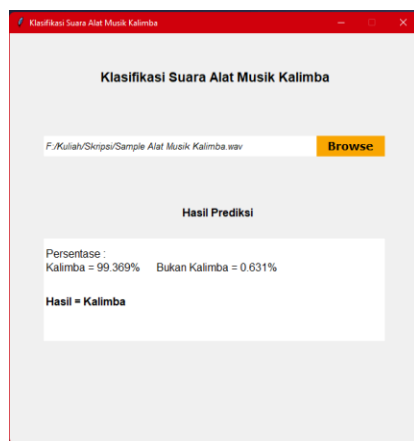 Klasifikasi Suara Alat Musik Kalimba
Klasifikasi Suara Alat Musik Kalimba
F:/Kuliah/Skripsi/Sample Alat Musik Kalimba.wav Browse
Hasil Prediksi
Persentase :
Kalimba = 99.369% Bukan Kalimba = 0.631%
Hasil = Kalimba